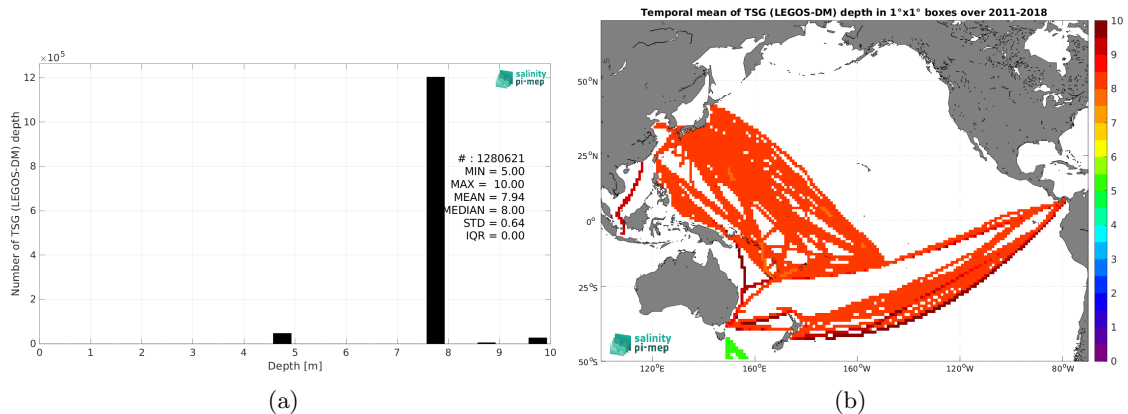 ×10⁵
12
10
8
6
4
2
0
Number of TSG (LEGOS-DM) depth
salinity
pi-mep
# : 1280621
MIN = 5.00
MAX = 10.00
MEAN = 7.94
MEDIAN = 8.00
STD = 0.64
IQR = 0.00
0 1 2 3 4 5 6 7 8 9 10
Depth [m]
(a)
Temporal mean of TSG (LEGOS-DM) depth in 1°x1° boxes over 2011-2018
50°N
25°N
0°
25°S
50°S
salinity
pi-mep
120°E 160°E 160°W 120°W 80°W
10
9
8
7
6
5
4
3
2
1
0
(b)